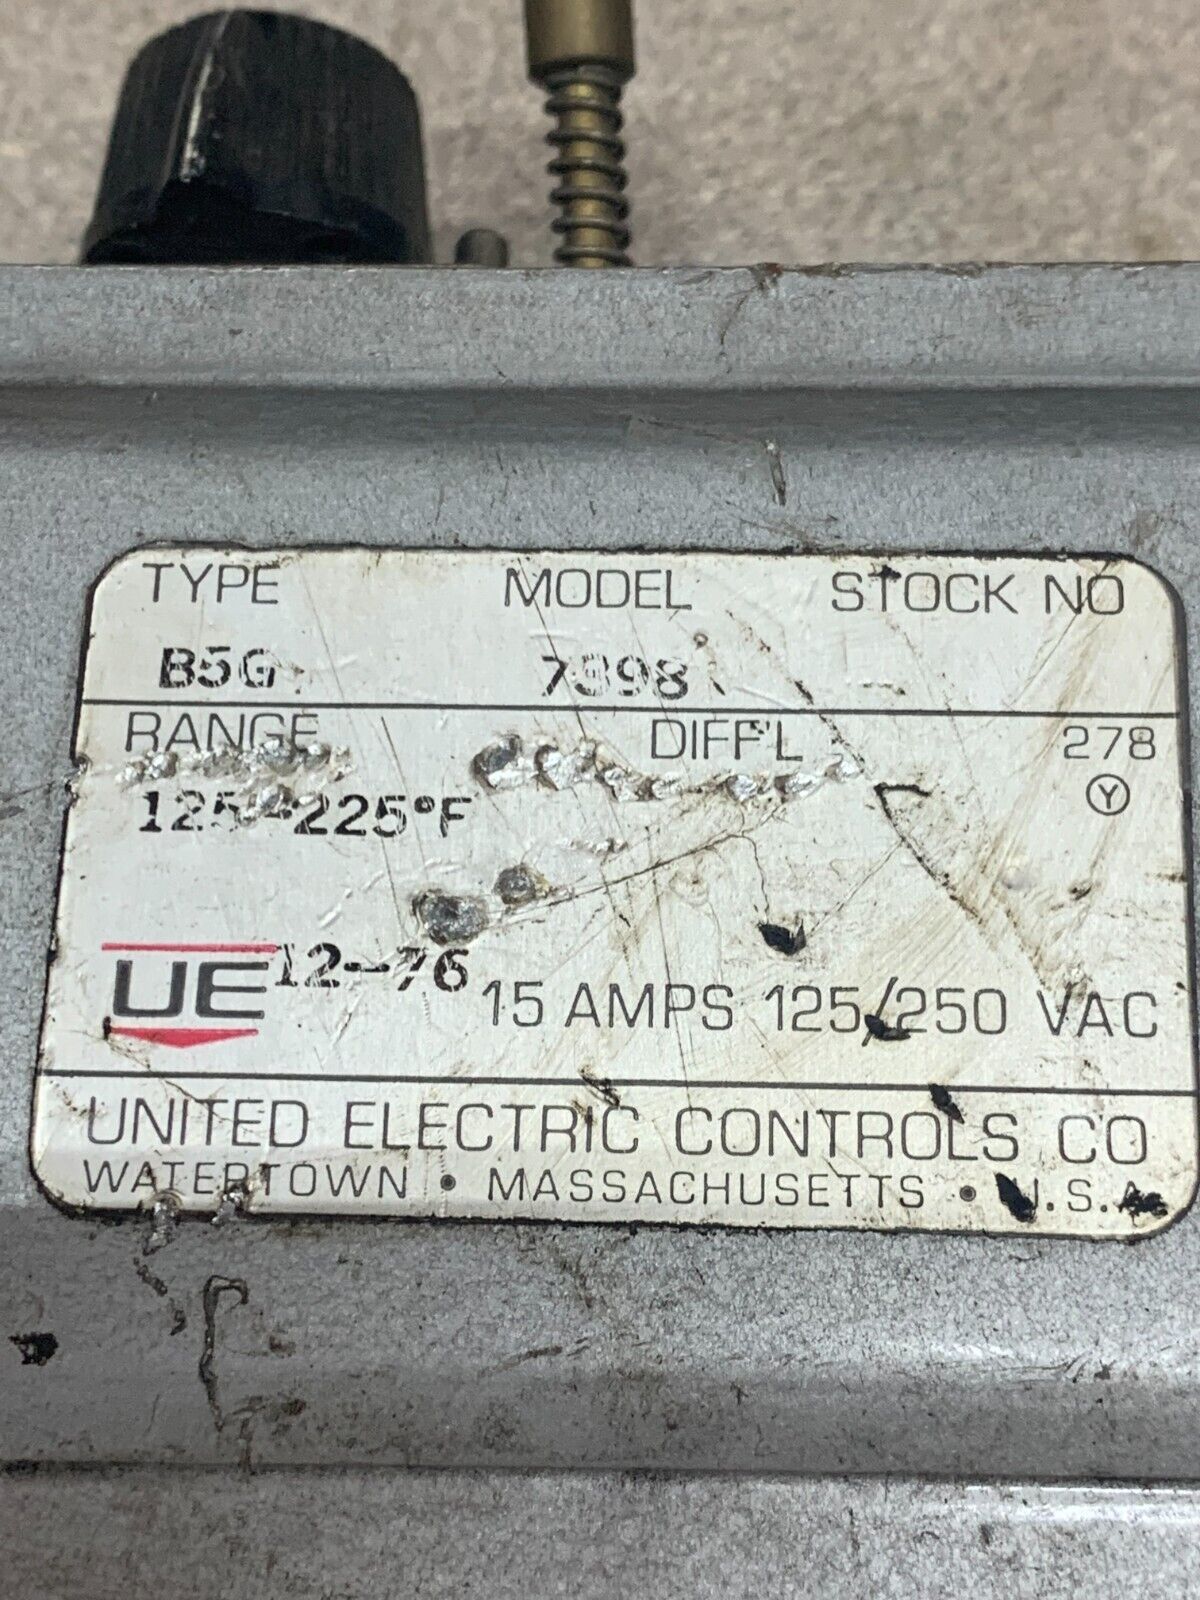 TYPE MODEL STOCK NO
B5G 7398
RANGE DIFF'L 278
125-225°F Y
UE 12-76 15 AMPS 125/250 VAC
UNITED ELECTRIC CONTROLS CO
WATERTOWN • MASSACHUSETTS • U.S.A.